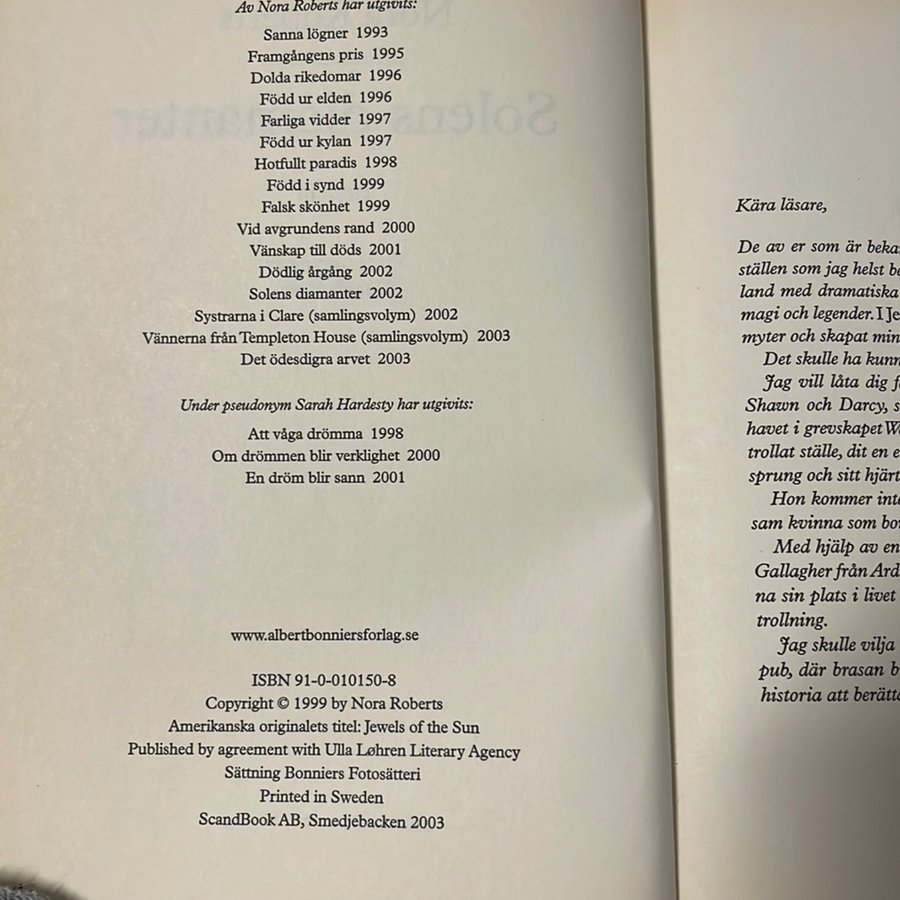 Av Nora Roberts har utgivits:
Sanna lögner 1993
Framgångens pris 1995
Dolda rikedomar 1996
Född ur elden 1996
Farliga vidder 1997
Född ur kylan 1997
Hotfullt paradis 1998
Född i synd 1999
Falsk skönhet 1999
Vid avgrundens rand 2000
Vänskap till döds 2001
Dödlig årgång 2002
Solens diamanter 2002
Systrarna i Clare (samlingsvolym) 2002
Vännerna från Templeton House (samlingsvolym) 2003
Det ödesdigra arvet 2003
Under pseudonym Sarah Hardesty har utgivits:
Att våga drömma 1998
Om drömmen blir verklighet 2000
En dröm blir sann 2001
www.albertbonniersforlag.se
ISBN 91-0-010150-8
Copyright © 1999 by Nora Roberts
Amerikanska originalets titel: Jewels of the Sun
Published by agreement with Ulla Løhren Literary Agency
Sättning Bonniers Fotosätteri
Printed in Sweden
ScandBook AB, Smedjebacken 2003
Kära läsare,
De av er som är
ställen som jag helst
land med dramatiska
magi och legender. I
myter och skapat
Det skulle ha
Jag vill låta dig
Shawn och Darcy,
havet i grevskapet
trollat ställe, dit en
sprung och sitt
Hon kommer
sam kvinna som
Med hjälp av en
Gallagher från
na sin plats i livet
trollning.
Jag skulle vilja
pub, där brasan
historia att